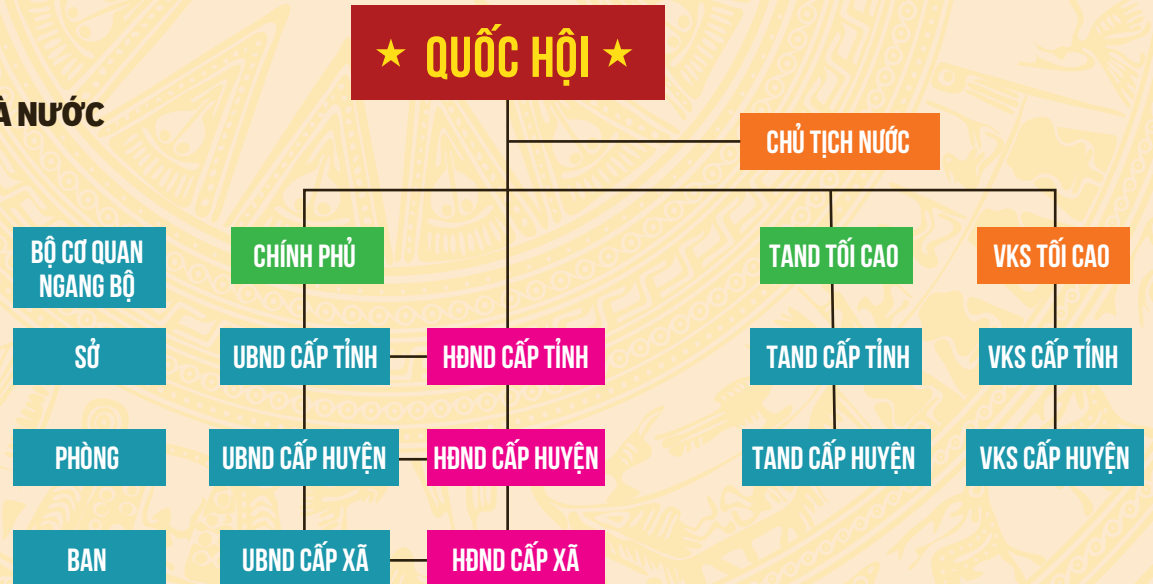 ★ QUỐC HỘI ★
À NƯỚC
CHỦ TỊCH NƯỚC
BỘ CƠ QUAN
NGANG BỘ
CHÍNH PHỦ
TAND TỐI CAO
VKS TỐI CAO
SỞ
UBND CẤP TỈNH
HĐND CẤP TỈNH
TAND CẤP TỈNH
VKS CẤP TỈNH
PHÒNG
UBND CẤP HUYỆN
HĐND CẤP HUYỆN
TAND CẤP HUYỆN
VKS CẤP HUYỆN
BAN
UBND CẤP XÃ
HĐND CẤP XÃ